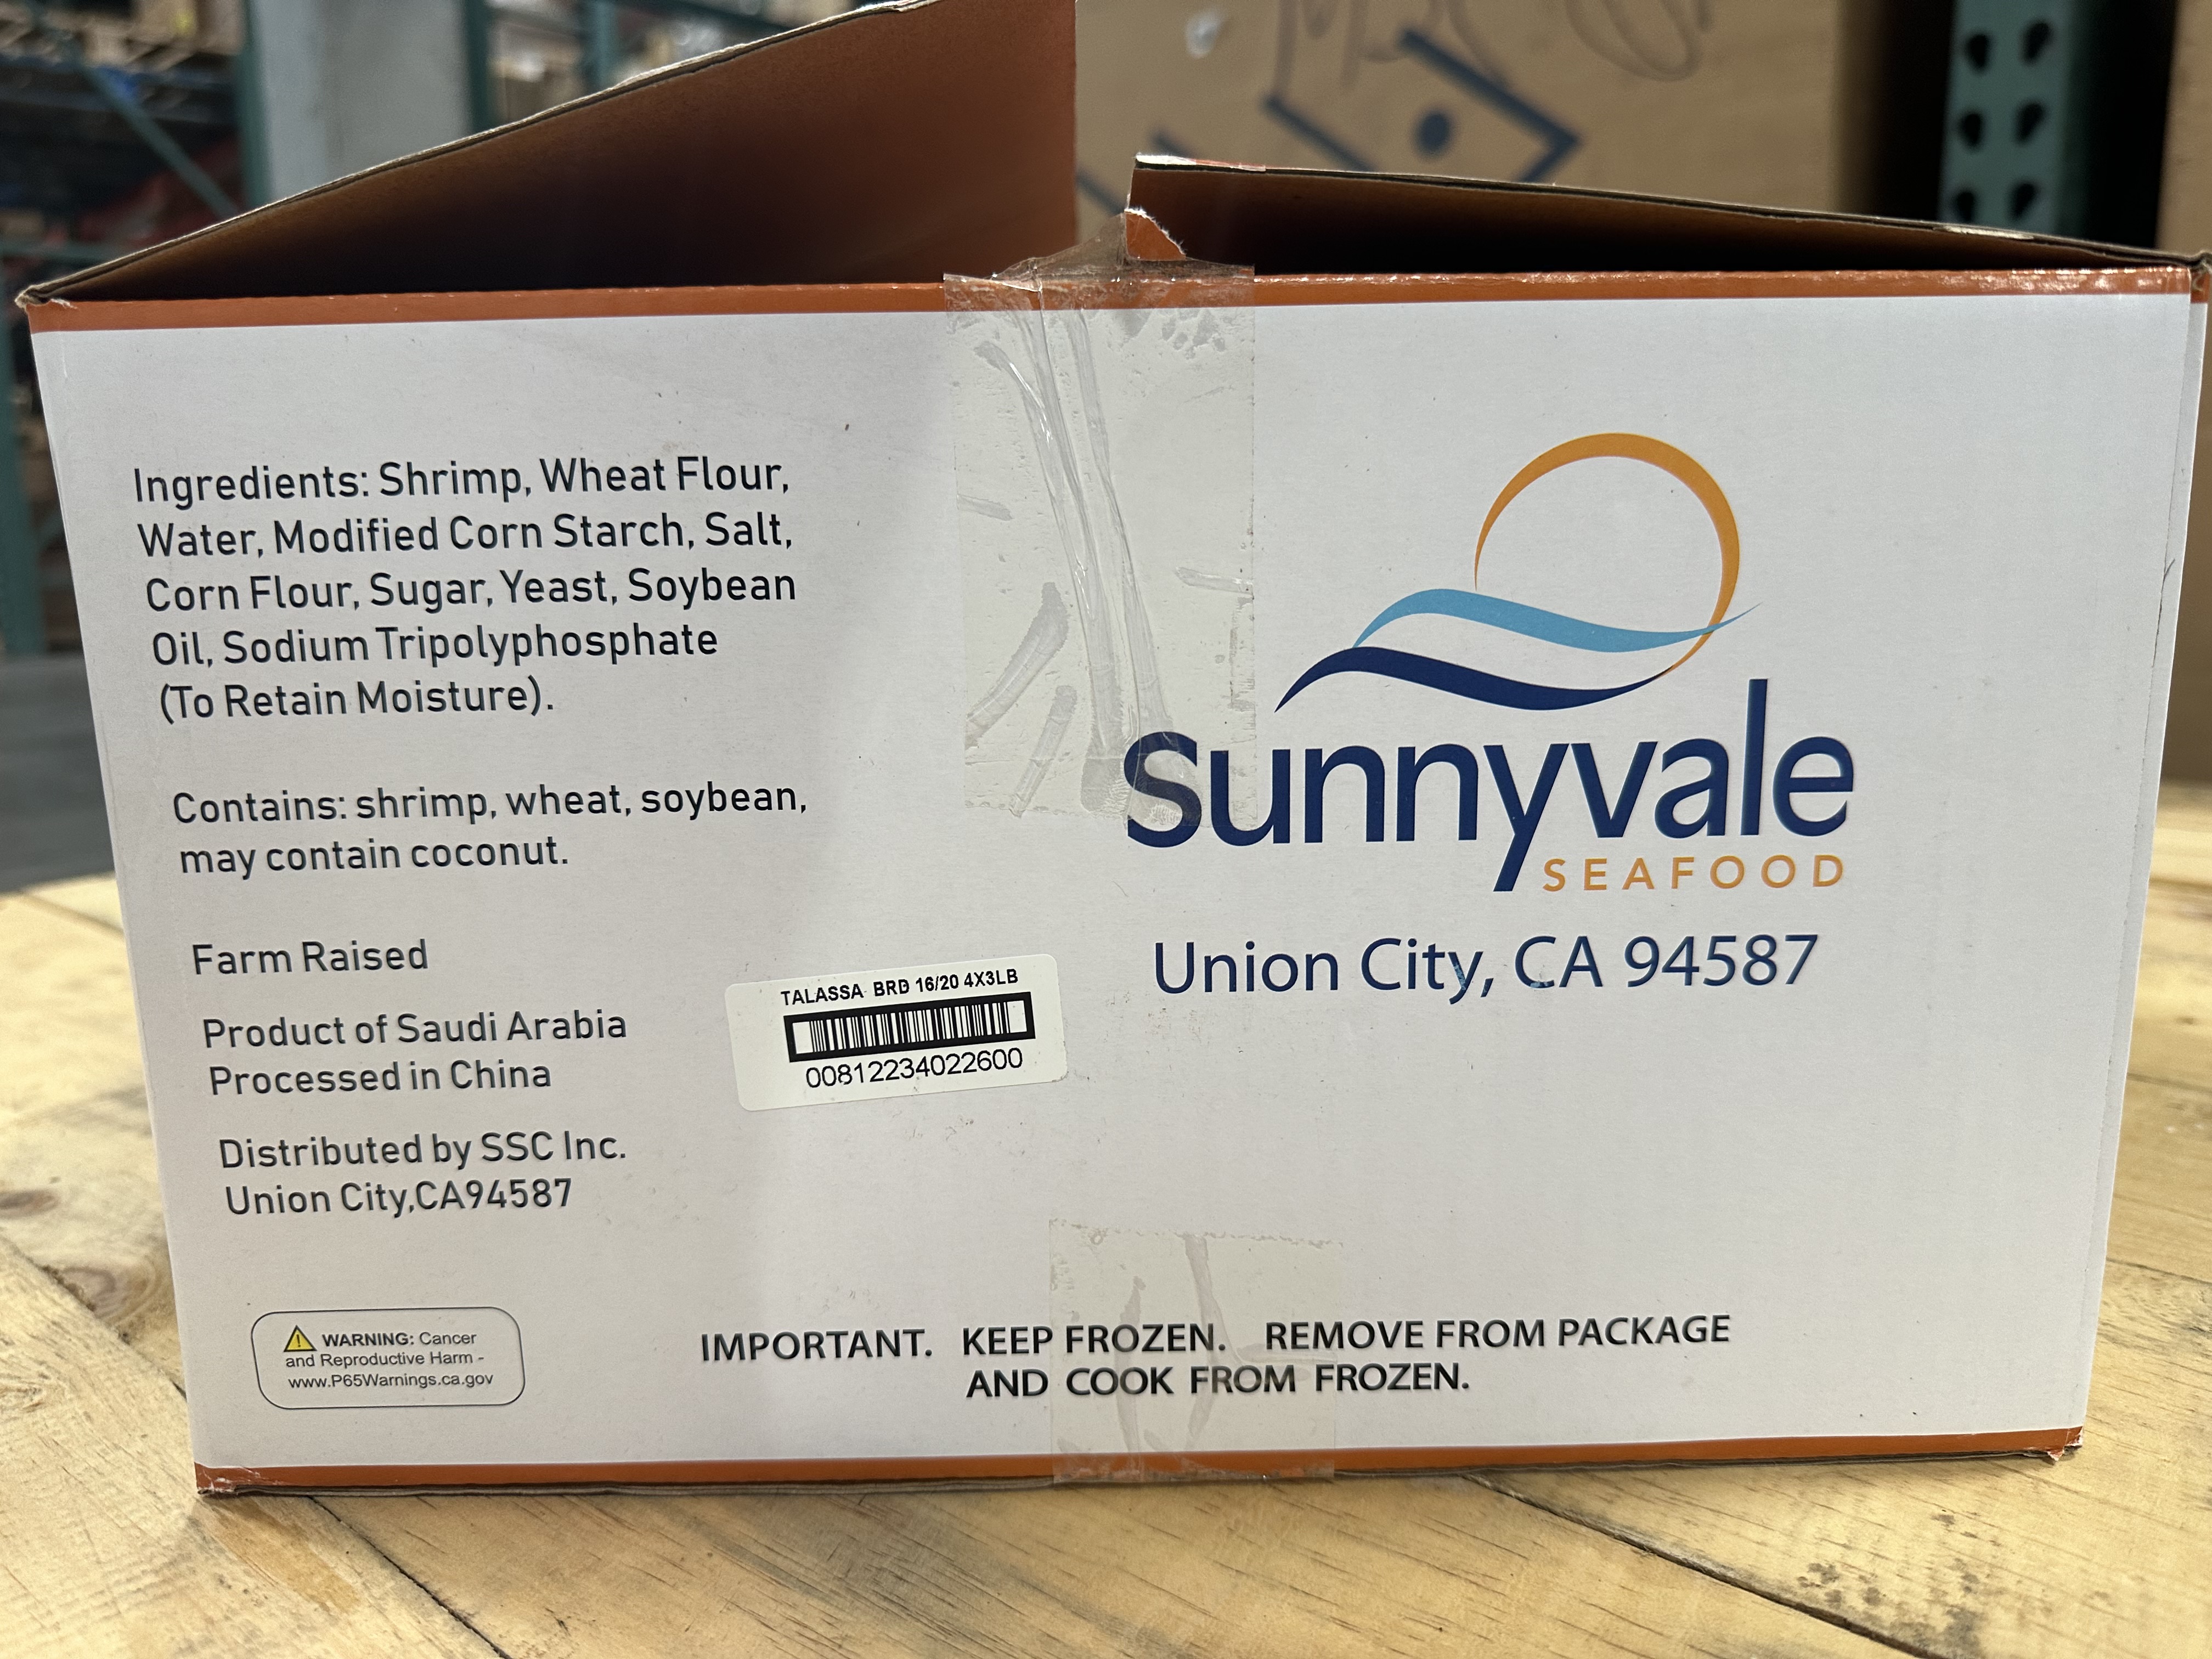 Ingredients: Shrimp, Wheat Flour,
Water, Modified Corn Starch, Salt,
Corn Flour, Sugar, Yeast, Soybean
Oil, Sodium Tripolyphosphate
(To Retain Moisture).
Contains: shrimp, wheat, soybean,
may contain coconut.
Farm Raised
Product of Saudi Arabia
Processed in China
Distributed by SSC Inc.
Union City,CA94587
WARNING: Cancer
and Reproductive Harm -
www.P65Warnings.ca.gov
TALASSA BRD 16/20 4X3LB
00812234022600
sunnyvale
SEAFOOD
Union City, CA 94587
IMPORTANT. KEEP FROZEN. REMOVE FROM PACKAGE
AND COOK FROM FROZEN.